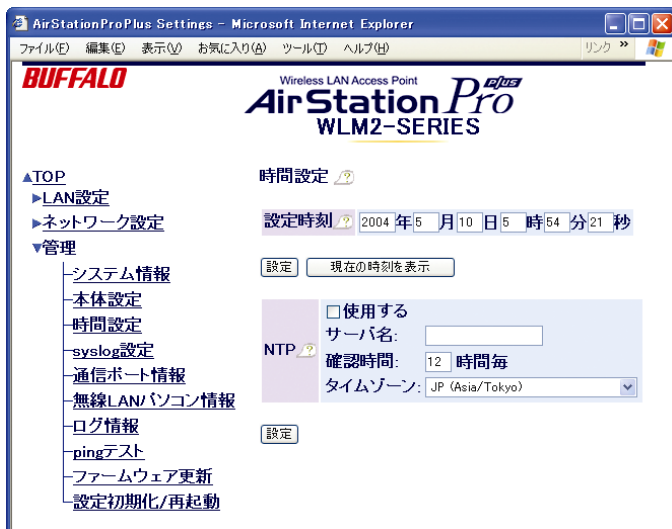 AirStationProPlus Settings - Microsoft Internet Explorer
ファイル(F) 編集(E) 表示(V) お気に入り(A) ツール(T) ヘルプ(H) リンク »
BUFFALO
Wireless LAN Access Point
AirStation Pro plus
WLM2-SERIES
▲TOP
▶LAN設定
▶ネットワーク設定
▼管理
システム情報
本体設定
時間設定
syslog設定
通信ポート情報
無線LANパソコン情報
ログ情報
pingテスト
ファームウェア更新
設定初期化/再起動
時間設定 ?
設定時刻 ? 2004 年 5 月 10 日 5 時 54 分 21 秒
設定 現在の時刻を表示
NTP ?
使用する
サーバ名:
確認時間: 12 時間毎
タイムゾーン: JP (Asia/Tokyo)
設定